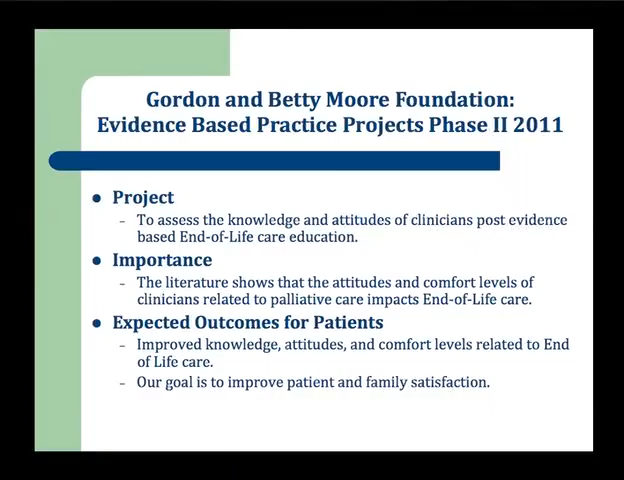 Gordon and Betty Moore Foundation:
Evidence Based Practice Projects Phase II 2011
● Project
– To assess the knowledge and attitudes of clinicians post evidence
based End-of-Life care education.
● Importance
– The literature shows that the attitudes and comfort levels of
clinicians related to palliative care impacts End-of-Life care.
● Expected Outcomes for Patients
– Improved knowledge, attitudes, and comfort levels related to End
of Life care.
– Our goal is to improve patient and family satisfaction.